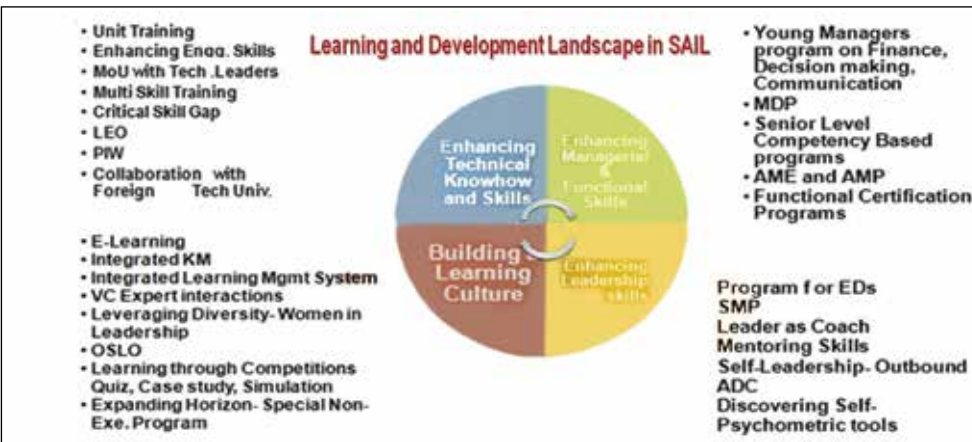 Learning and Development Landscape in SAIL
• Unit Training
• Enhancing Engg. Skills
• MoU with Tech .Leaders
• Multi Skill Training
• Critical Skill Gap
• LEO
• PIW
• Collaboration with
Foreign Tech Univ.
• Young Managers
program on Finance,
Decision making,
Communication
• MDP
• Senior Level
Competency Based
programs
• AME and AMP
• Functional Certification
Programs
Enhancing
Technical
Knowhow
and Skills
Enhancing
Managerial
&
Functional
Skills
Building
Learning
Culture
Enhancing
Leadership
skills
• E-Learning
• Integrated KM
• Integrated Learning Mgmt System
• VC Expert interactions
• Leveraging Diversity- Women in
Leadership
• OSLO
• Learning through Competitions
Quiz, Case study, Simulation
• Expanding Horizon- Special Non-
Exe. Program
Program for EDs
SMP
Leader as Coach
Mentoring Skills
Self-Leadership- Outbound
ADC
Discovering Self-
Psychometric tools